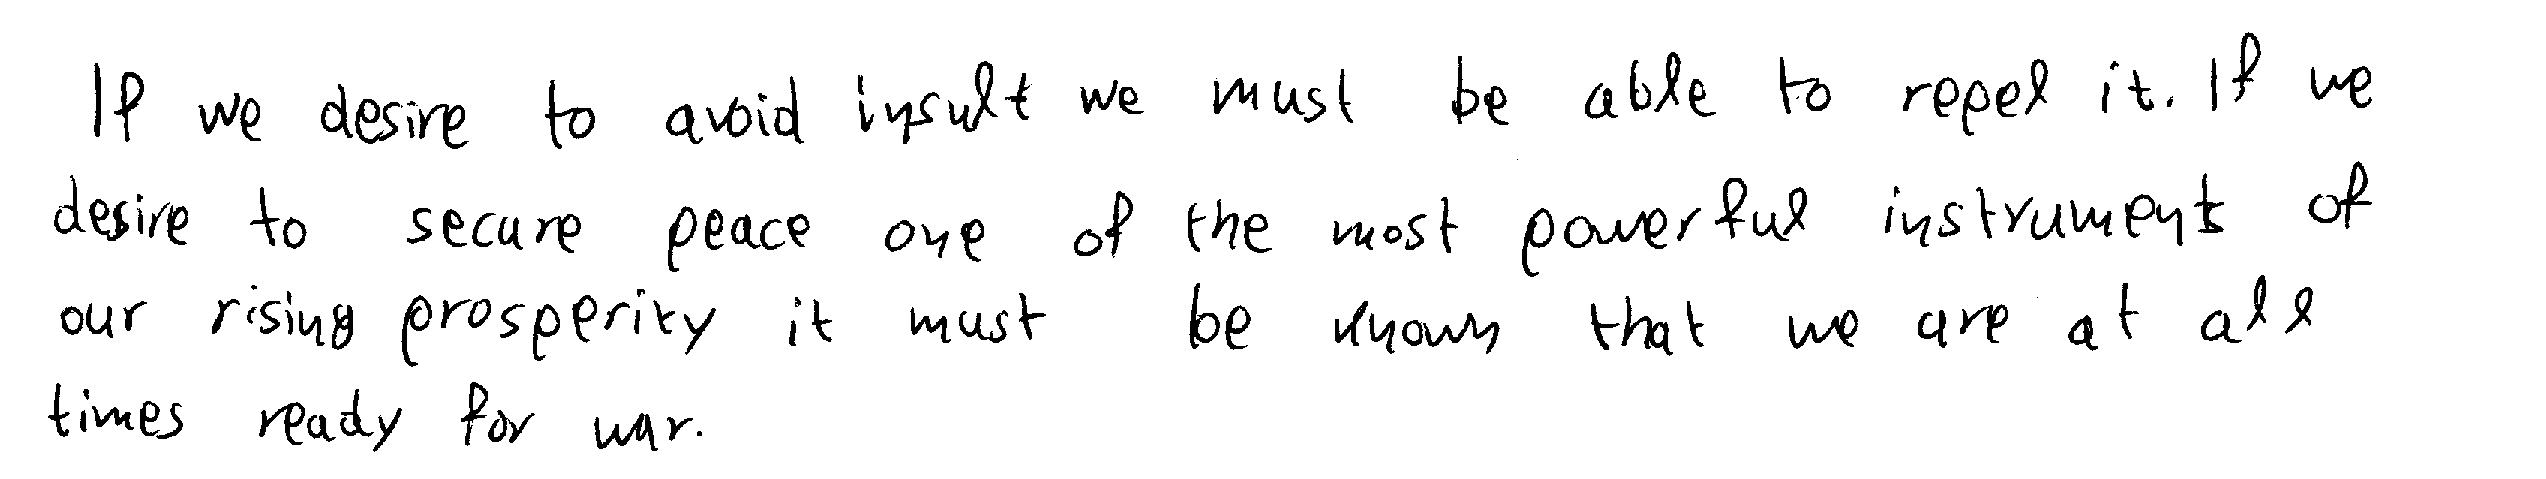 If we desire to avoid insult we must be able to repel it. If we
desire to secure peace one of the most powerful instruments of
our rising prosperity it must be known that we are at all
times ready for war.